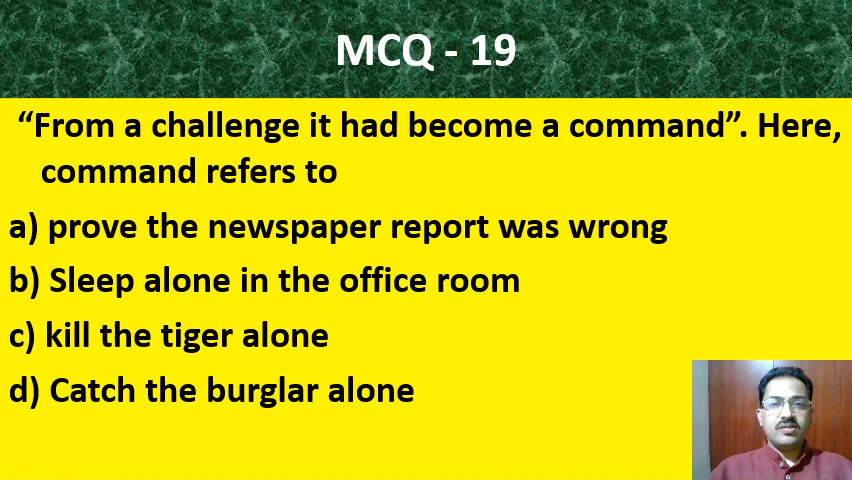 MCQ - 19
“From a challenge it had become a command”. Here,
command refers to
a) prove the newspaper report was wrong
b) Sleep alone in the office room
c) kill the tiger alone
d) Catch the burglar alone